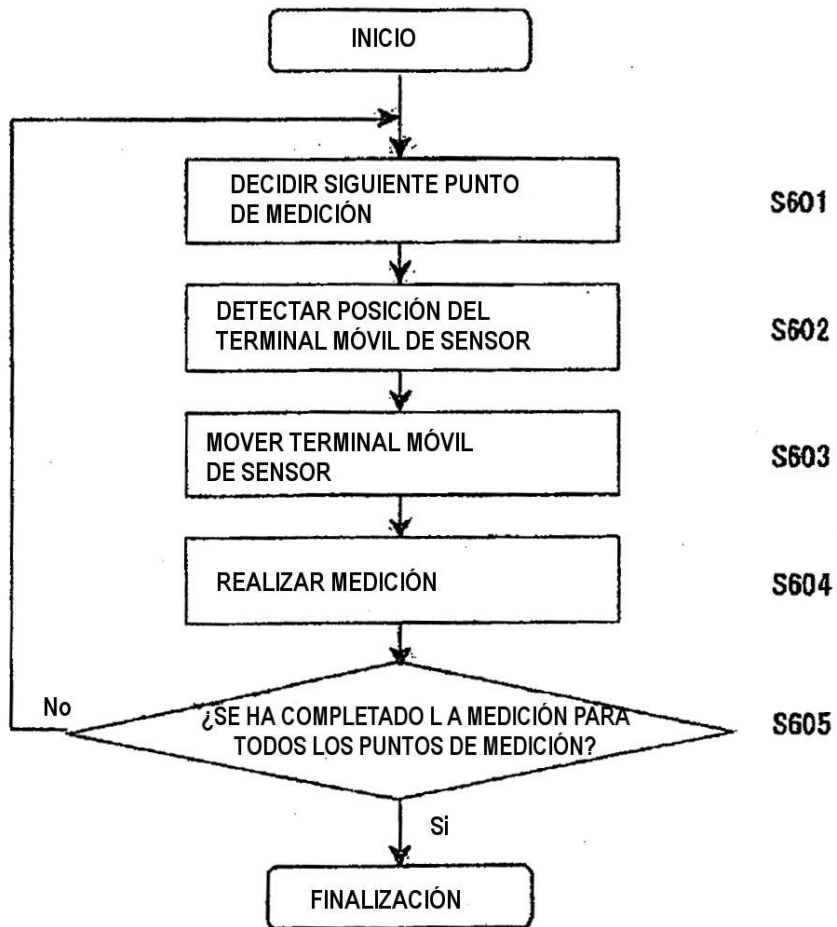 INICIO
DECIDIR SIGUIENTE PUNTO
DE MEDICIÓN
S601
DETECTAR POSICIÓN DEL
TERMINAL MÓVIL DE SENSOR
S602
MOVER TERMINAL MÓVIL
DE SENSOR
S603
REALIZAR MEDICIÓN
S604
No
¿SE HA COMPLETADO L A MEDICIÓN PARA
TODOS LOS PUNTOS DE MEDICIÓN?
S605
Si
FINALIZACIÓN